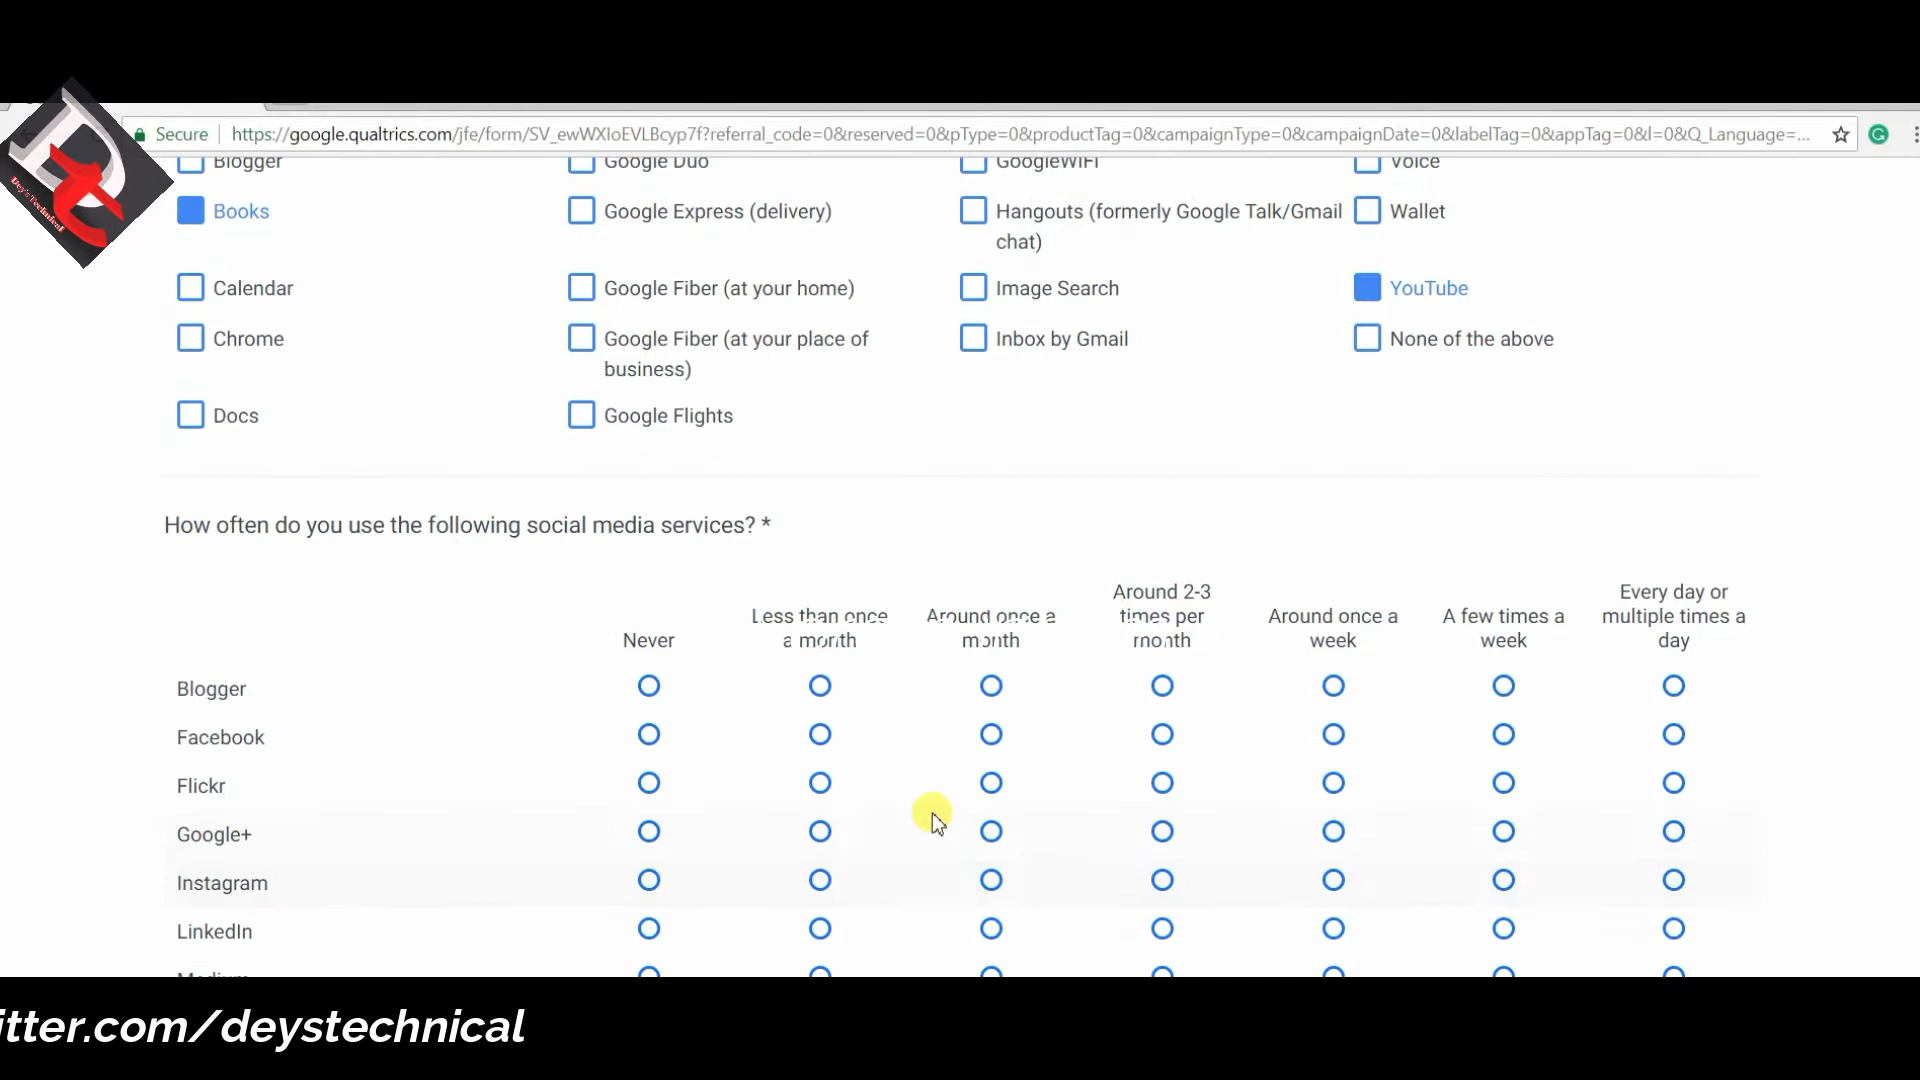 Secure https://google.qualtrics.com/jfe/form/SV_ewWXIoEVLBcyp7f?referral_code=0&reserved=0&pType=0&productTag=0&campaignType=0&campaignDate=0&labelTag=0&appTag=0&l=0&Q_Language=...
Blogger Google Duo GoogleWIFI Voice
Books Google Express (delivery) Hangouts (formerly Google Talk/Gmail Wallet
chat)
Calendar Google Fiber (at your home) Image Search YouTube
Chrome Google Fiber (at your place of Inbox by Gmail None of the above
business)
Docs Google Flights
How often do you use the following social media services? *
Around 2-3 Every day or
Less than once Around once a times per Around once a A few times a multiple times a
Never a month month month week week day
Blogger
Facebook
Flickr
Google+
Instagram
LinkedIn
Medium
Dey's Technical
itter.com/deystechnical